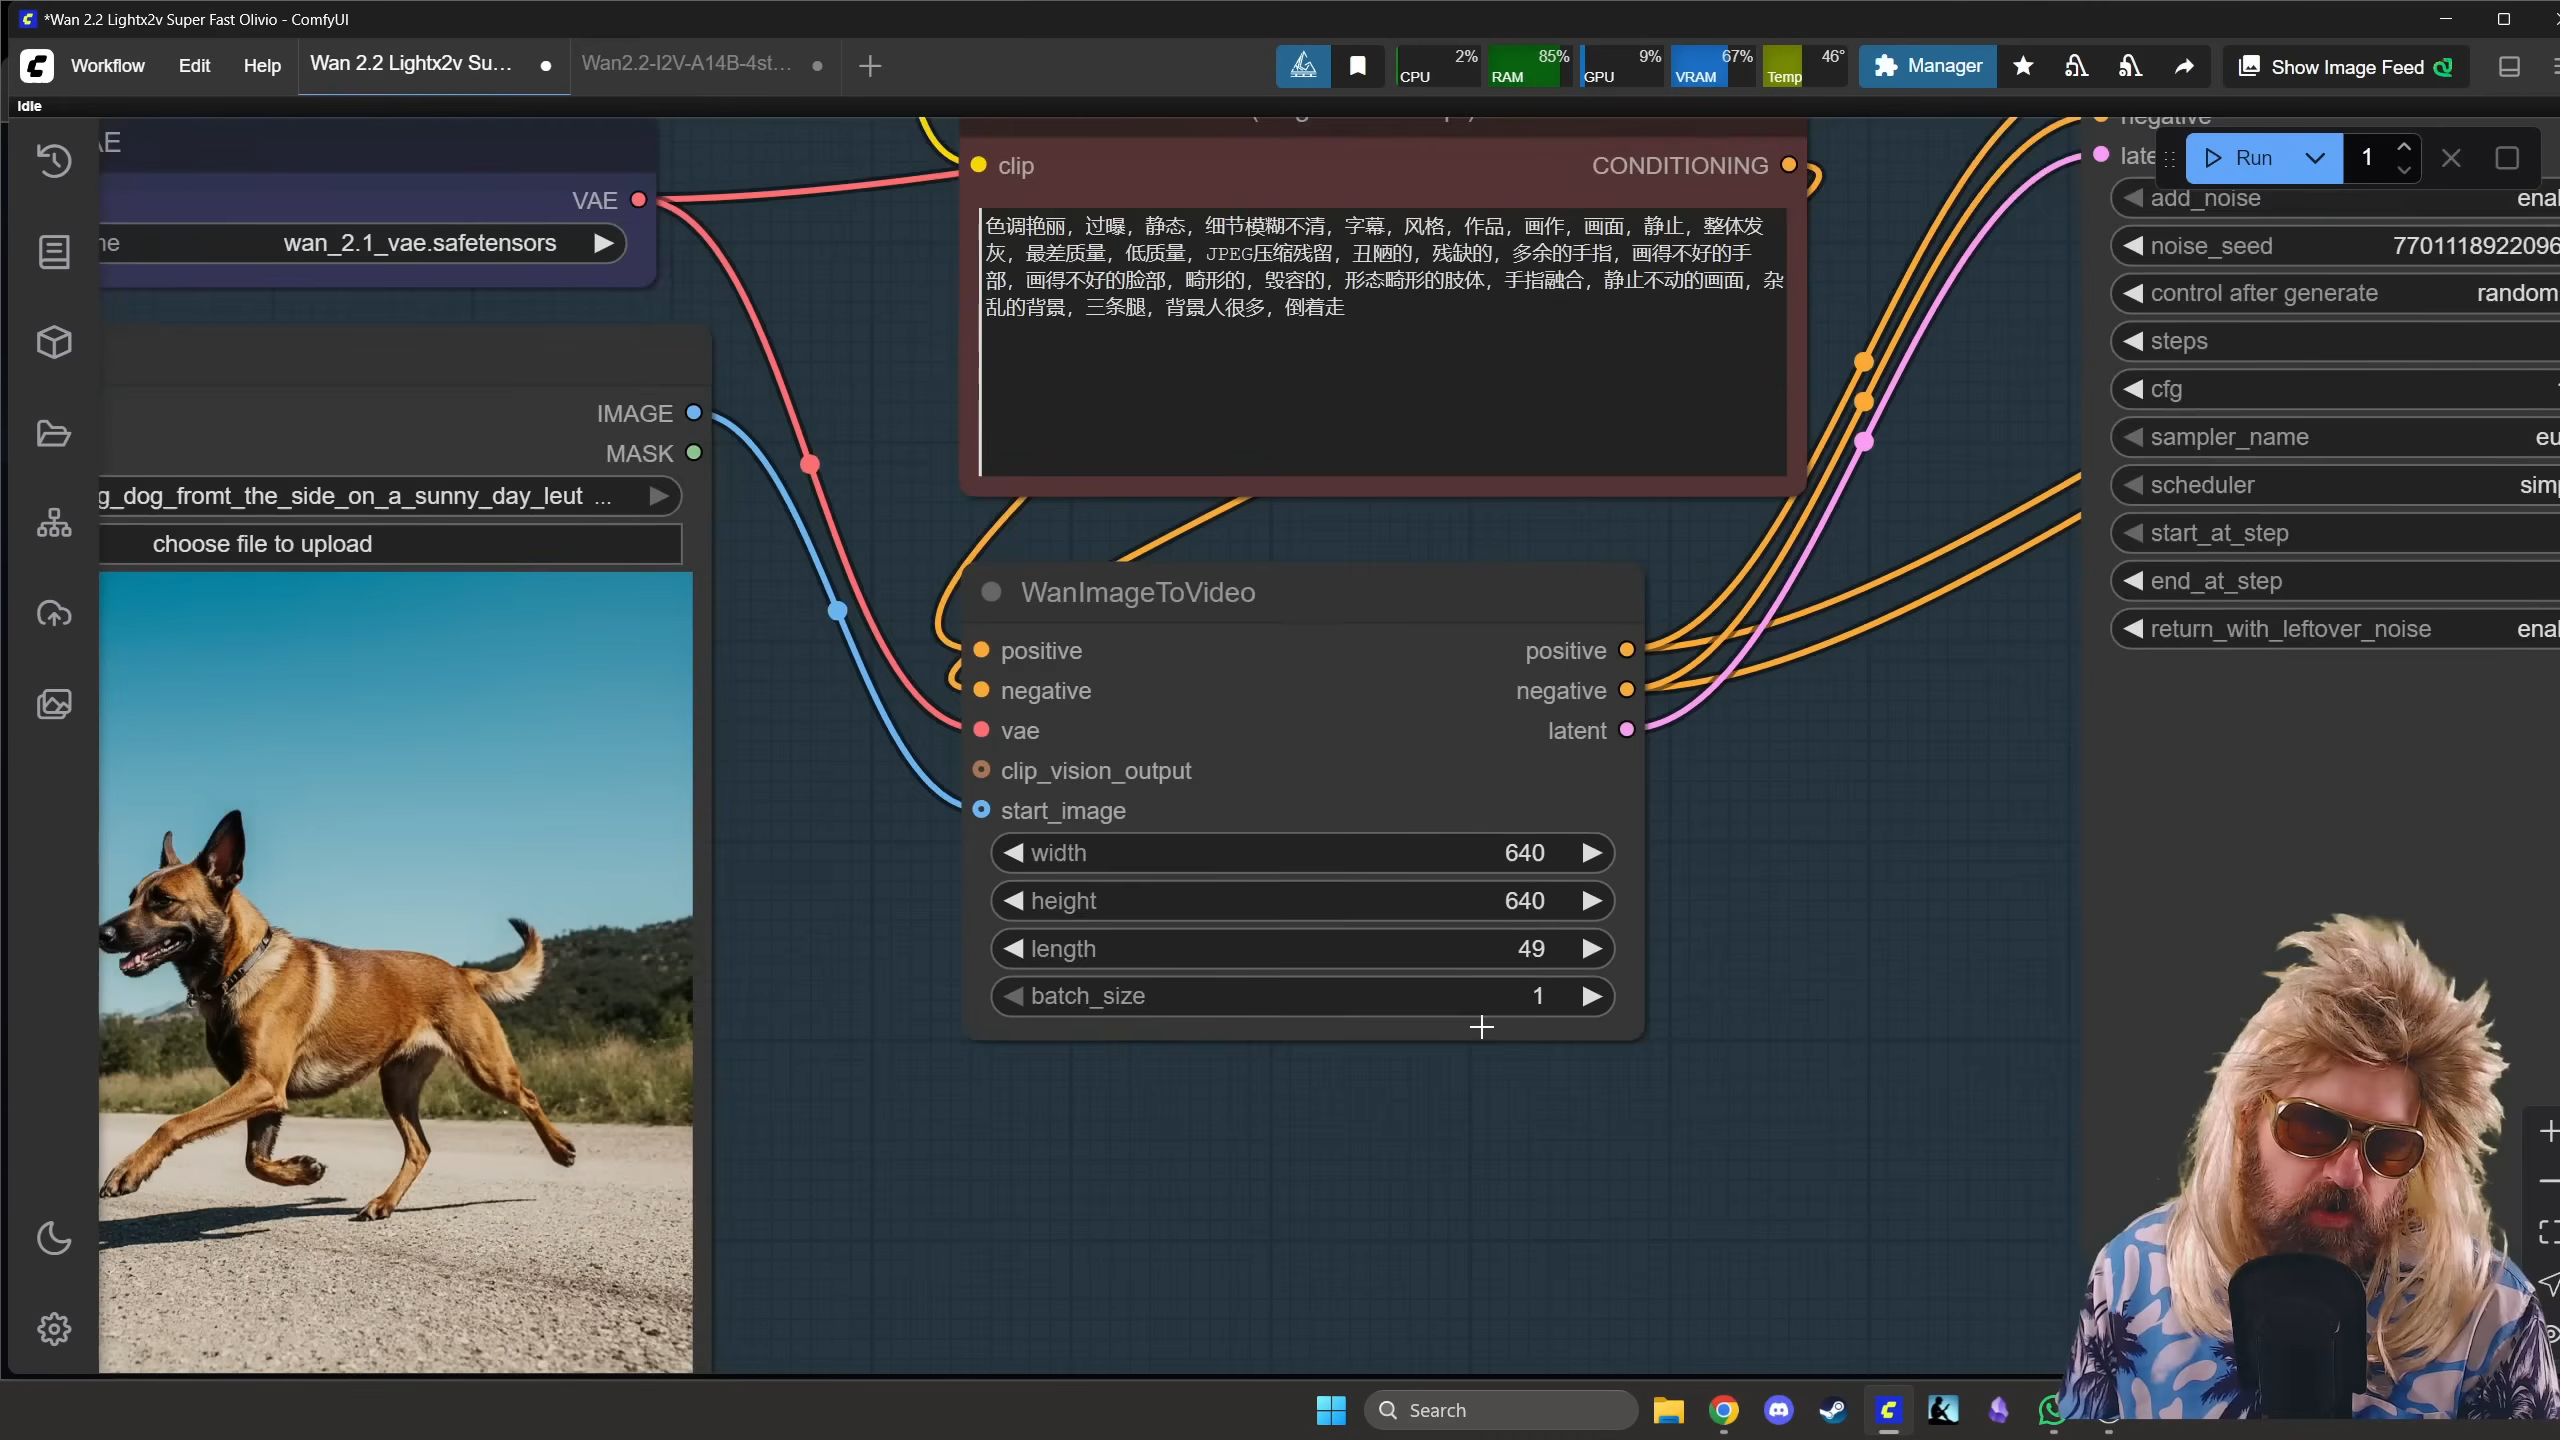 *Wan 2.2 Lightx2v Super Fast Olivio - ComfyUI
Workflow Edit Help Wan 2.2 Lightx2v Su... Wan2.2-I2V-A14B-4st...
CPU 2% RAM 85% GPU 9% VRAM 67% Temp 46° Manager Show Image Feed
Idle
AE
VAE
wan_2.1_vae.safetensors
IMAGE
MASK
g_dog_fromt_the_side_on_a_sunny_day_leut ...
choose file to upload
clip CONDITIONING
色调艳丽，过曝，静态，细节模糊不清，字幕，风格，作品，画作，画面，静止，整体发
灰，最差质量，低质量，JPEG压缩残留，丑陋的，残缺的，多余的手指，画得不好的手
部，画得不好的脸部，畸形的，毁容的，形态畸形的肢体，手指融合，静止不动的画面，杂
乱的背景，三条腿，背景人很多，倒着走
WanImageToVideo
positive positive
negative negative
vae latent
clip_vision_output
start_image
width 640
height 640
length 49
batch_size 1
negative
Run 1
add_noise
noise_seed 7701118922096
control after generate random
steps
cfg
sampler_name
scheduler
start_at_step
end_at_step
return_with_leftover_noise
Search